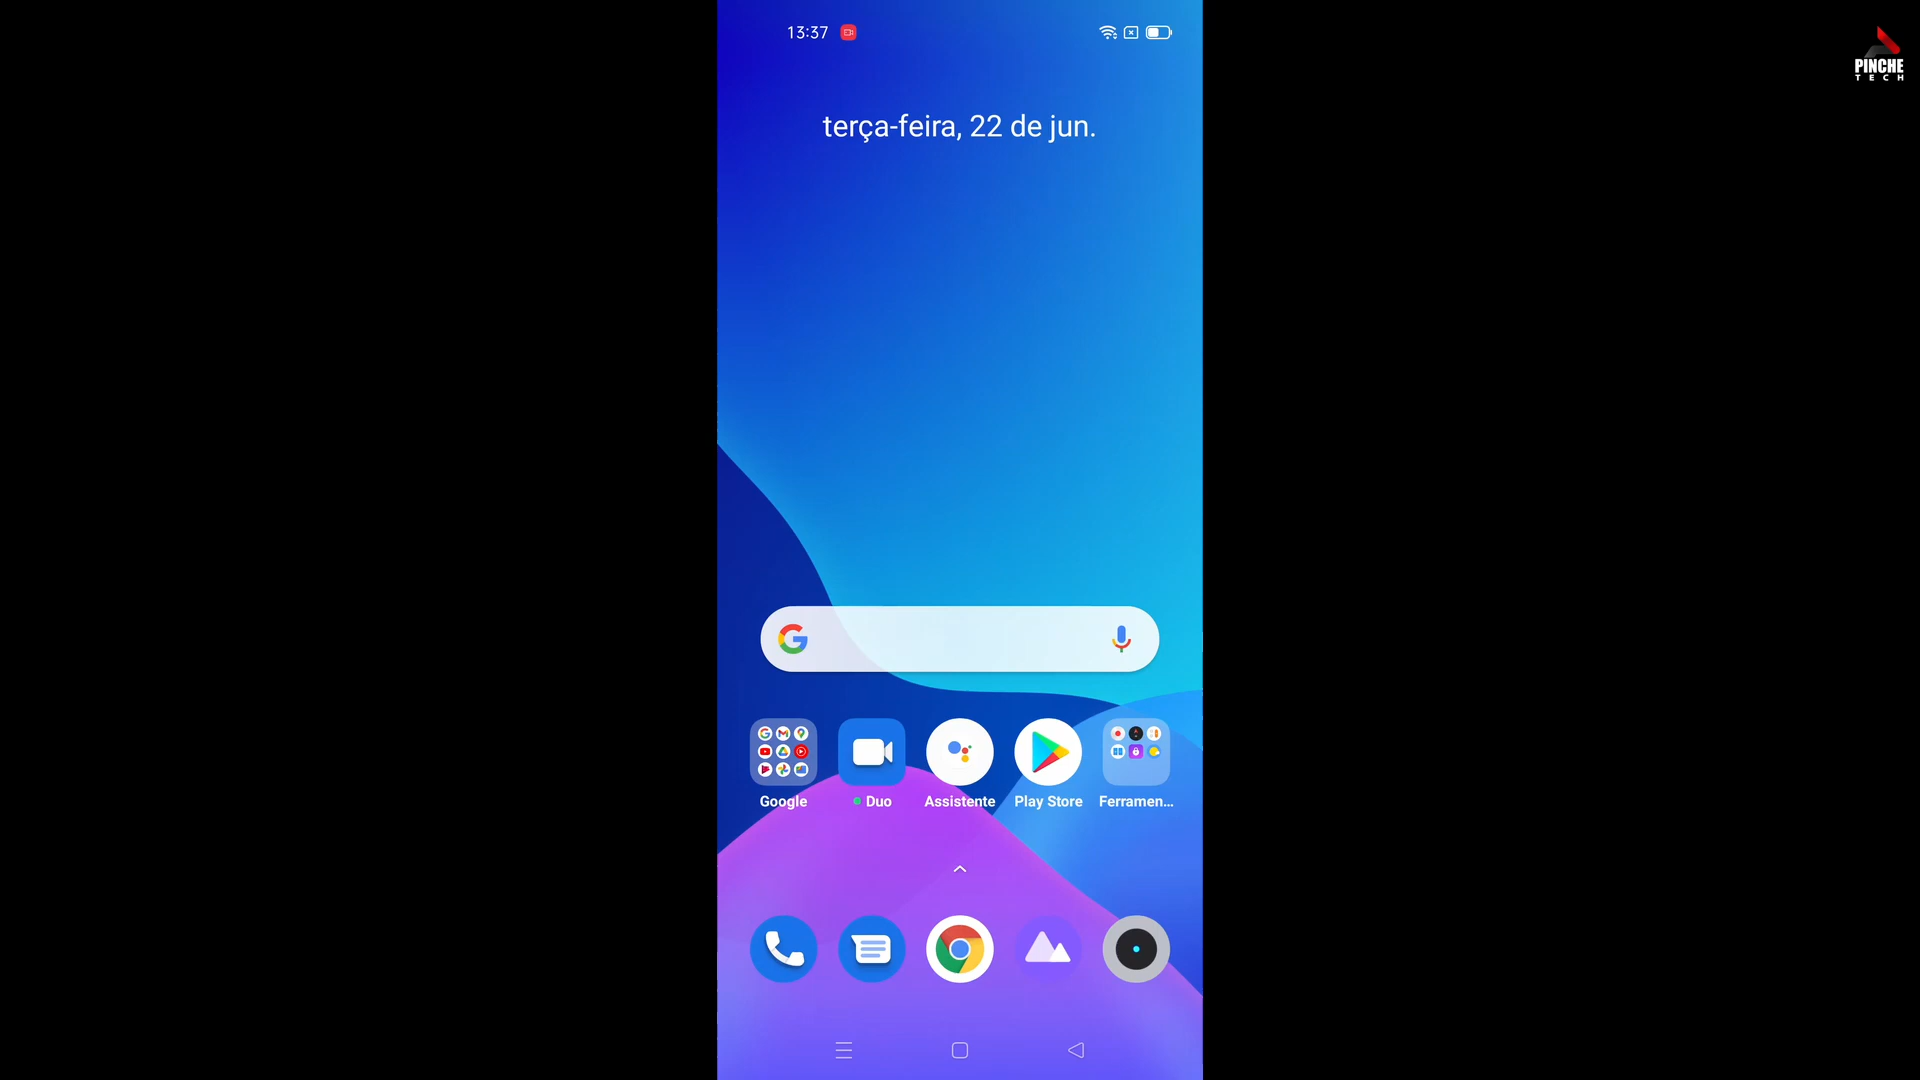 13:37
PINCHE
TECH
terça-feira, 22 de jun.
Google
Duo
Assistente
Play Store
Ferramen...